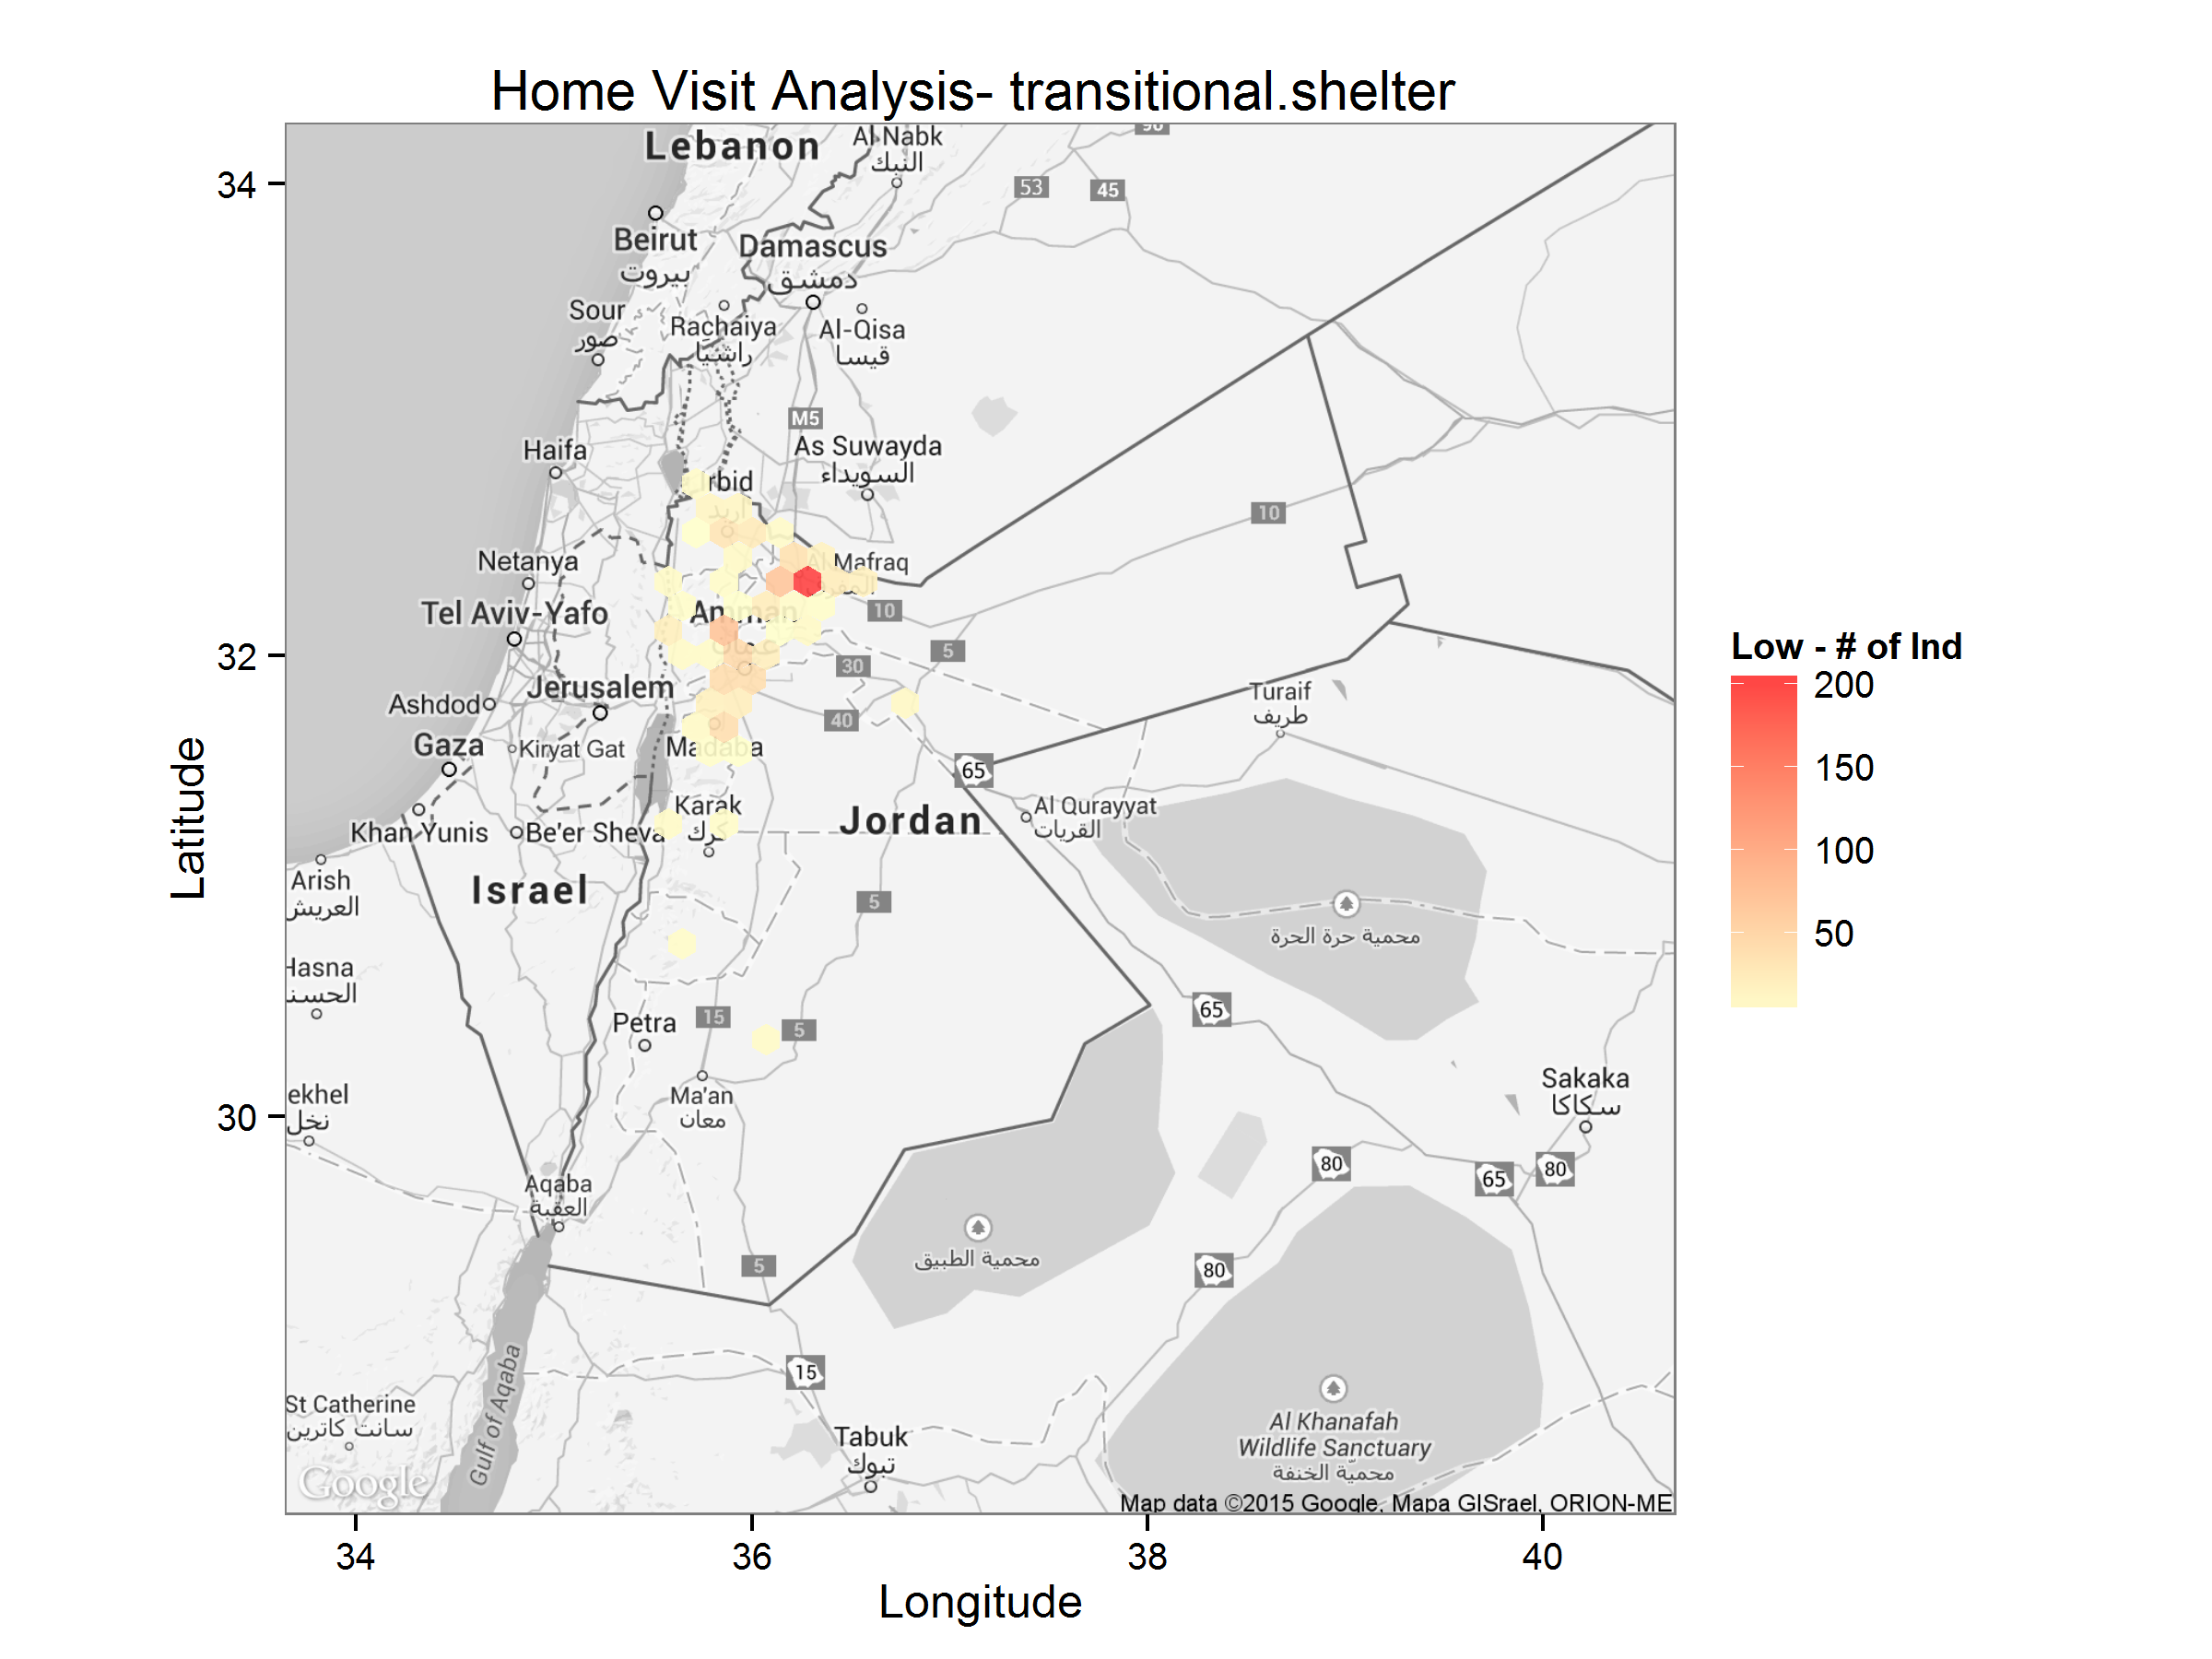 Home Visit Analysis- transitional.shelter
Lebanon
Al Nabk
النبك
90
34
53
45
Beirut
بيروت
Damascus
دمشق
Sour
صور
Rachaiya
راشيا
Al-Qisa
قيسا
M5
Haifa
As Suwayda
السويداء
Irbid
اربد
Netanya
Al Mafraq
المفرق
10
Tel Aviv-Yafo
Amman
عمان
10
32
30
5
Low - # of Ind
200
150
100
50
Jerusalem
Ashdod
40
Turaif
طريف
Gaza
Kiryat Gat
Madaba
65
Karak
كرك
Al Qurayyat
القريات
Khan Yunis
Be'er Sheva
Jordan
Latitude
Arish
العريش
Israel
5
محمية حرة الحرة
Hasna
الحسنة
65
Petra
15
5
30
ekhel
نخل
Ma'an
معان
Sakaka
سكاكا
80
65
80
Aqaba
العقبة
محمية الطبيق
5
80
Gulf of Aqaba
15
St Catherine
سانت كاترين
Tabuk
تبوك
Al Khanafah
Wildlife Sanctuary
محميّة الخنفة
Google
Map data ©2015 Google, Mapa GISrael, ORION-ME
34
36
38
40
Longitude